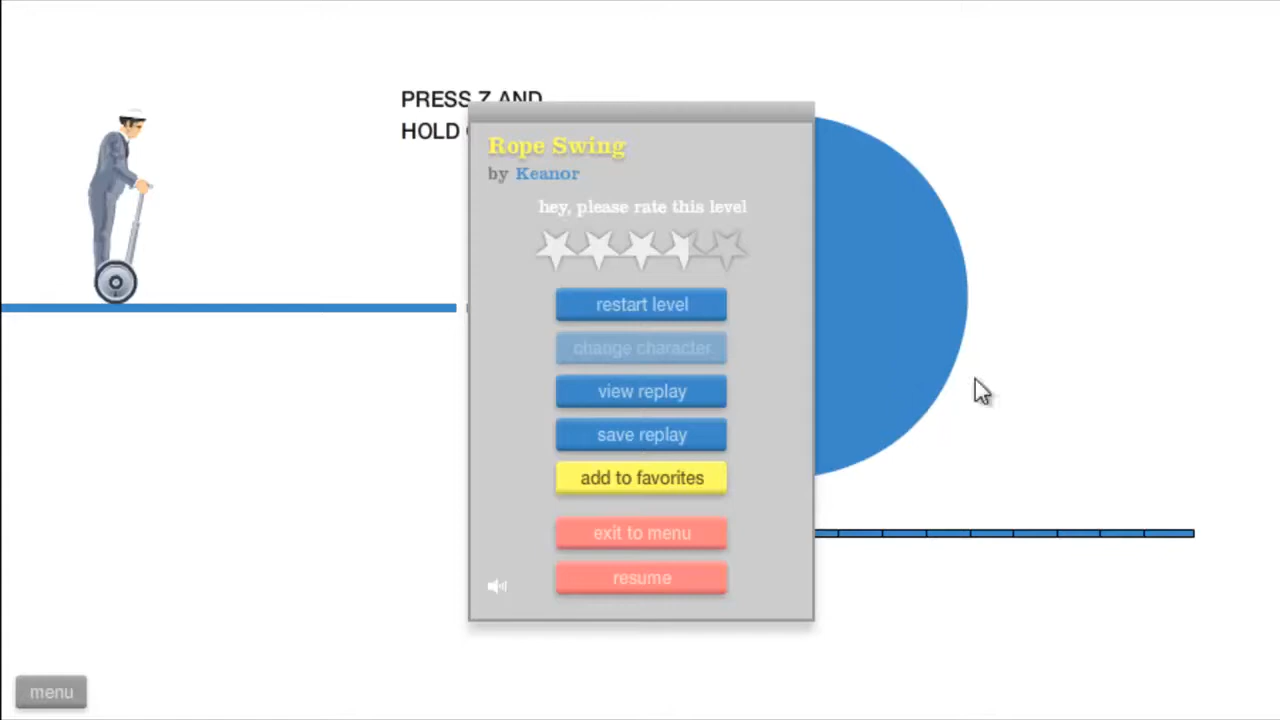 PRESS Z AND
HOLD
Rope Swing
by Keanor
hey, please rate this level
restart level
change character
view replay
save replay
add to favorites
exit to menu
resume
menu